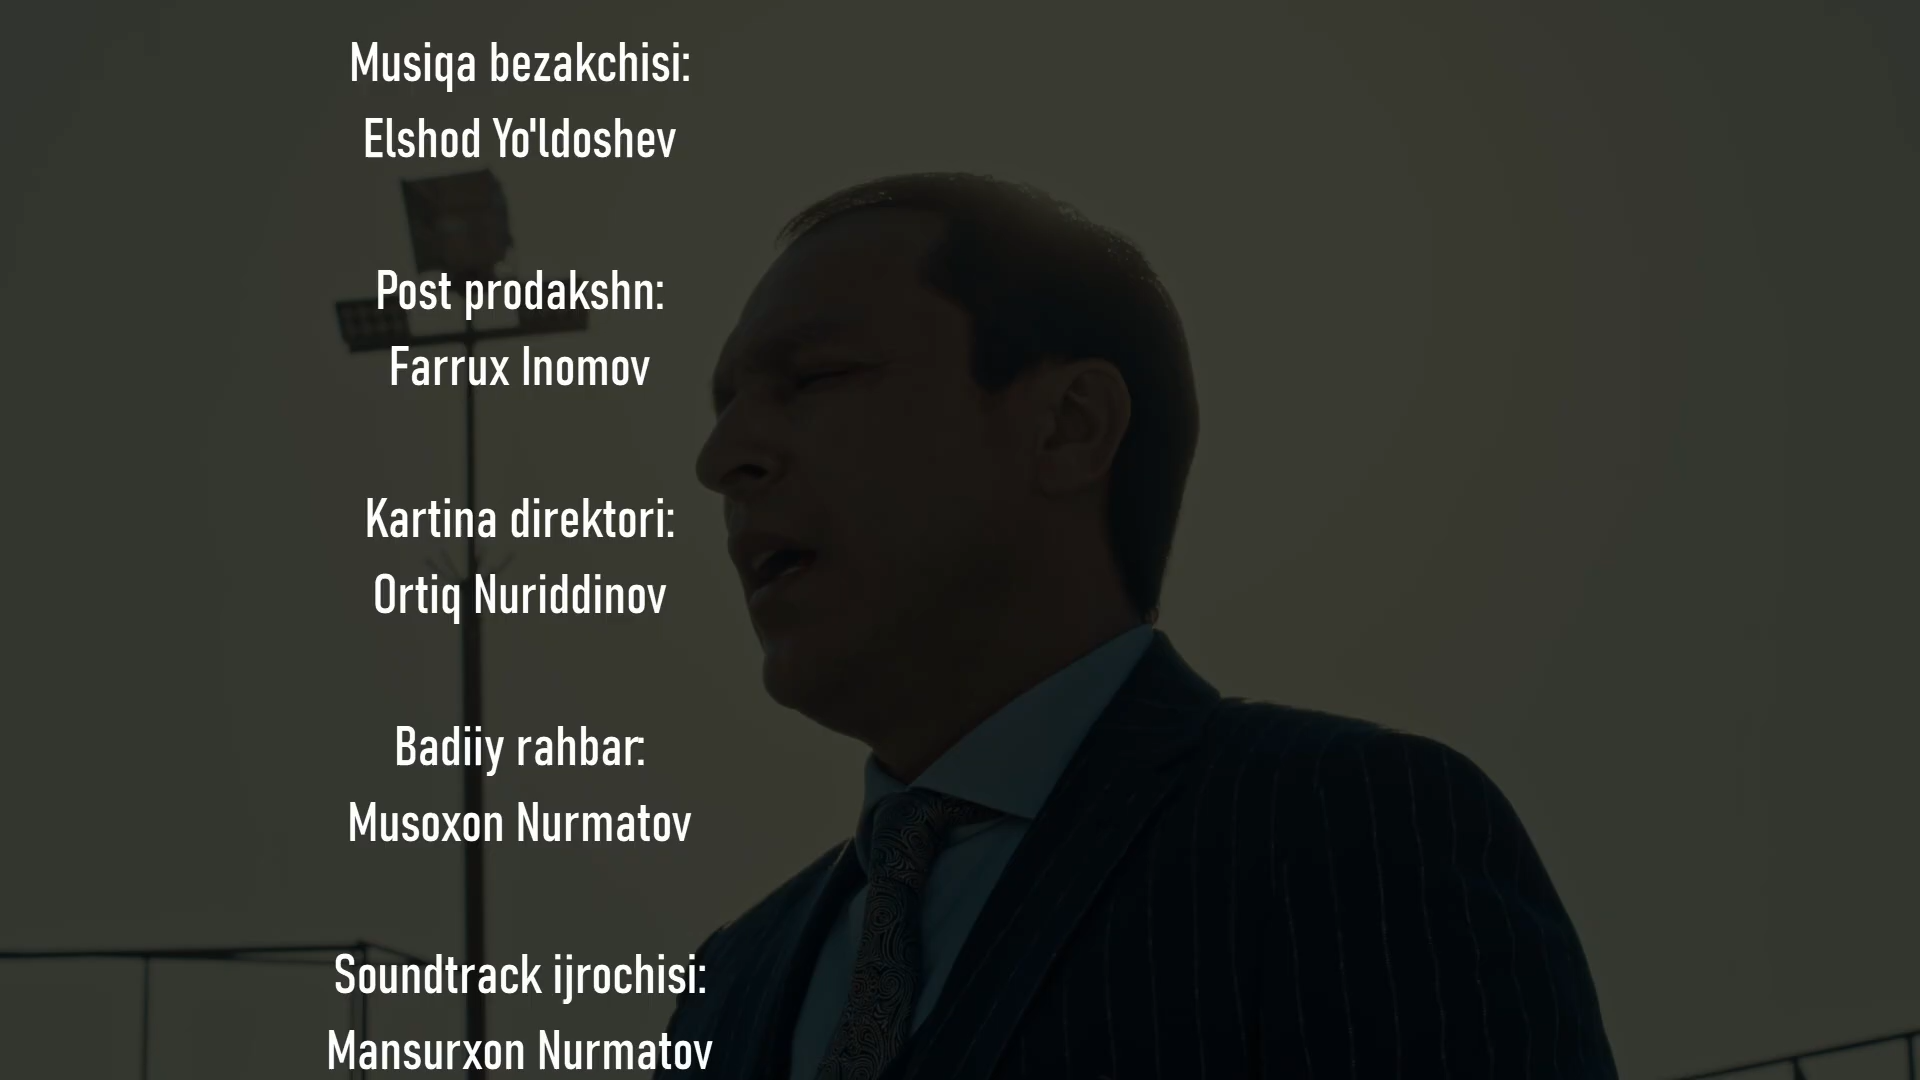 Musiqa bezakchisi:
Elshod Yo'ldoshev
Post prodakshn:
Farrux Inomov
Kartina direktori:
Ortiq Nuriddinov
Badiiy rahbar:
Musoxon Nurmatov
Soundtrack ijrochisi:
Mansurxon Nurmatov